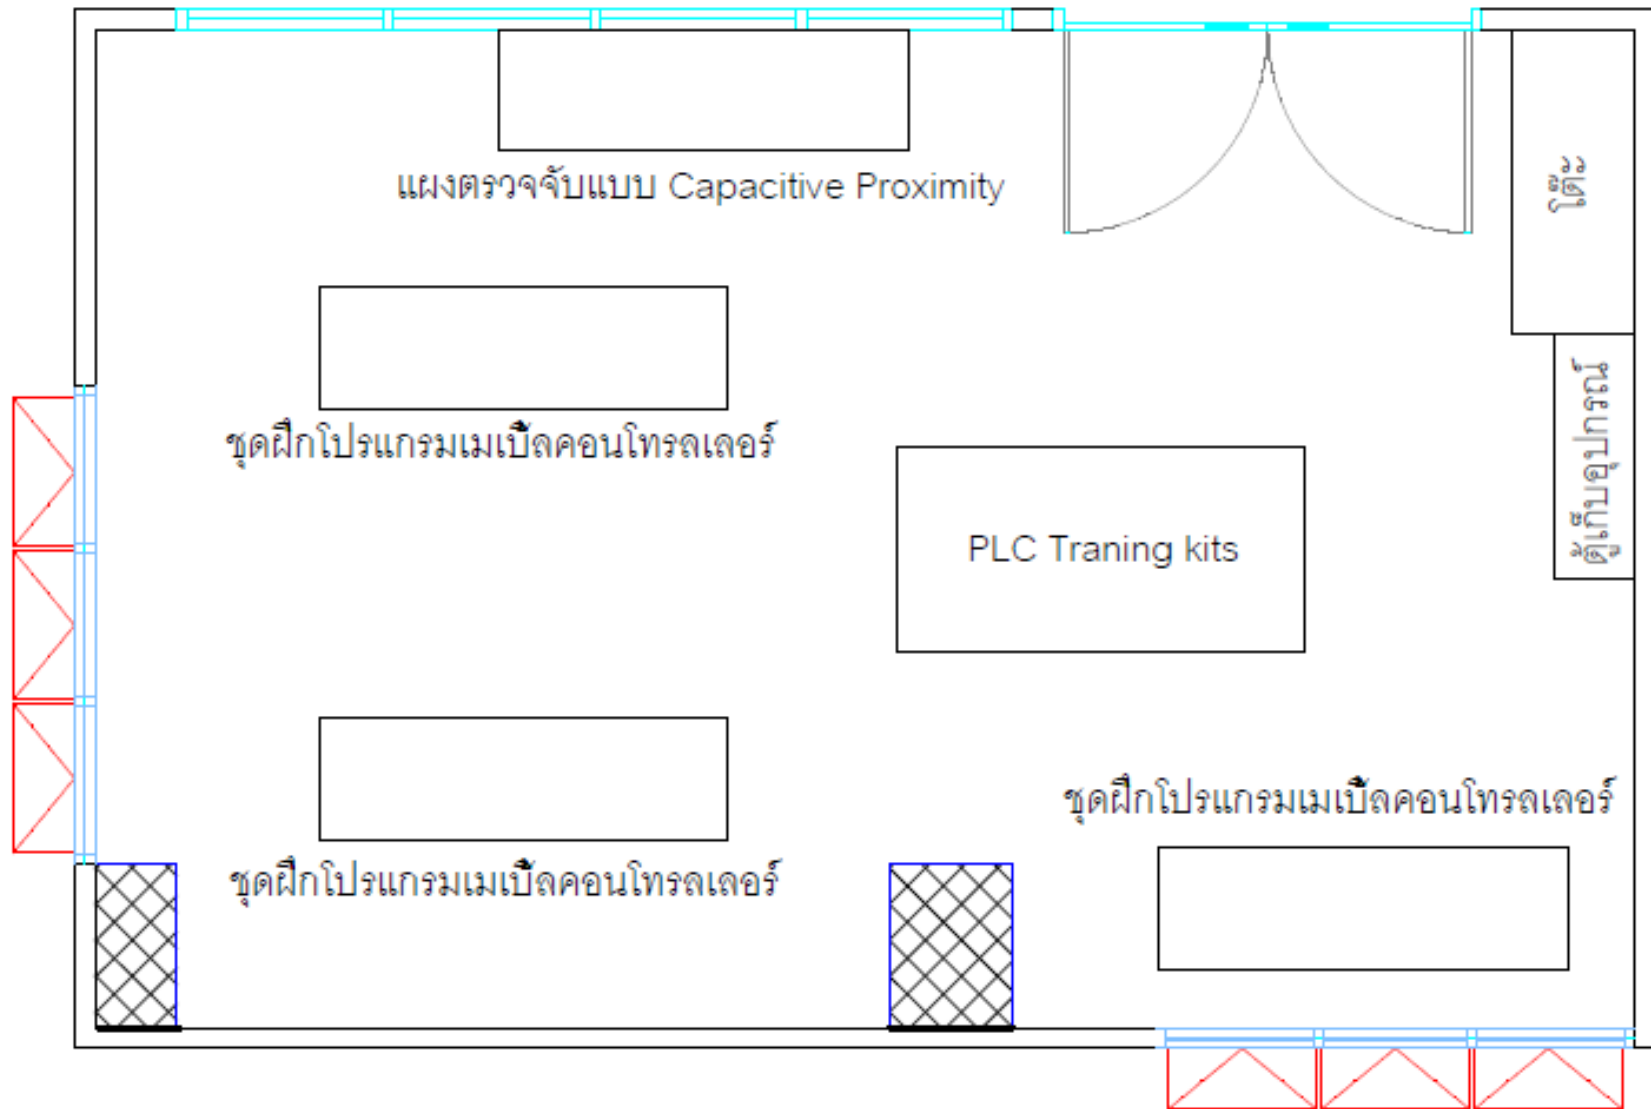 แผงตรวจจับแบบ Capacitive Proximity
โต๊ะ
ชุดฝึกโปรแกรมเมเบิ้ลคอนโทรลเลอร์
ตู้เก็บอุปกรณ์
PLC Traning kits
ชุดฝึกโปรแกรมเมเบิ้ลคอนโทรลเลอร์
ชุดฝึกโปรแกรมเมเบิ้ลคอนโทรลเลอร์